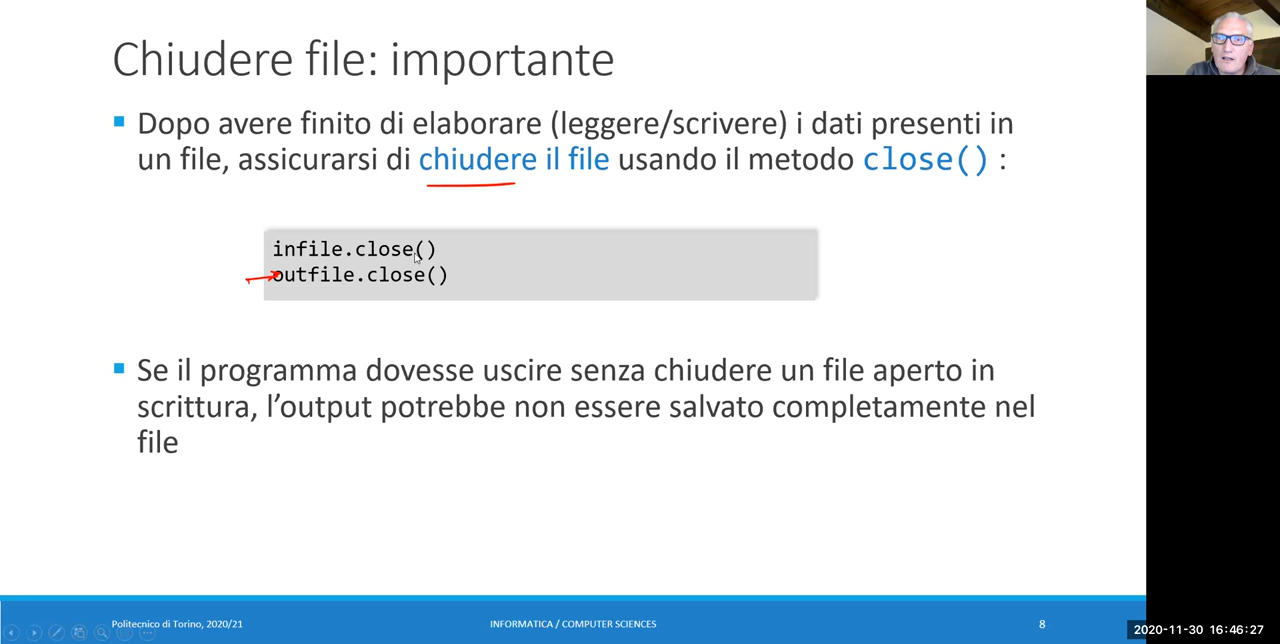 Chiudere file: importante
Dopo avere finito di elaborare (leggere/scrivere) i dati presenti in
un file, assicurarsi di chiudere il file usando il metodo close() :
infile.close()
outfile.close()
Se il programma dovesse uscire senza chiudere un file aperto in
scrittura, l’output potrebbe non essere salvato completamente nel
file
Politecnico di Torino, 2020/21
INFORMATICA / COMPUTER SCIENCES
8
2020-11-30 16:46:27